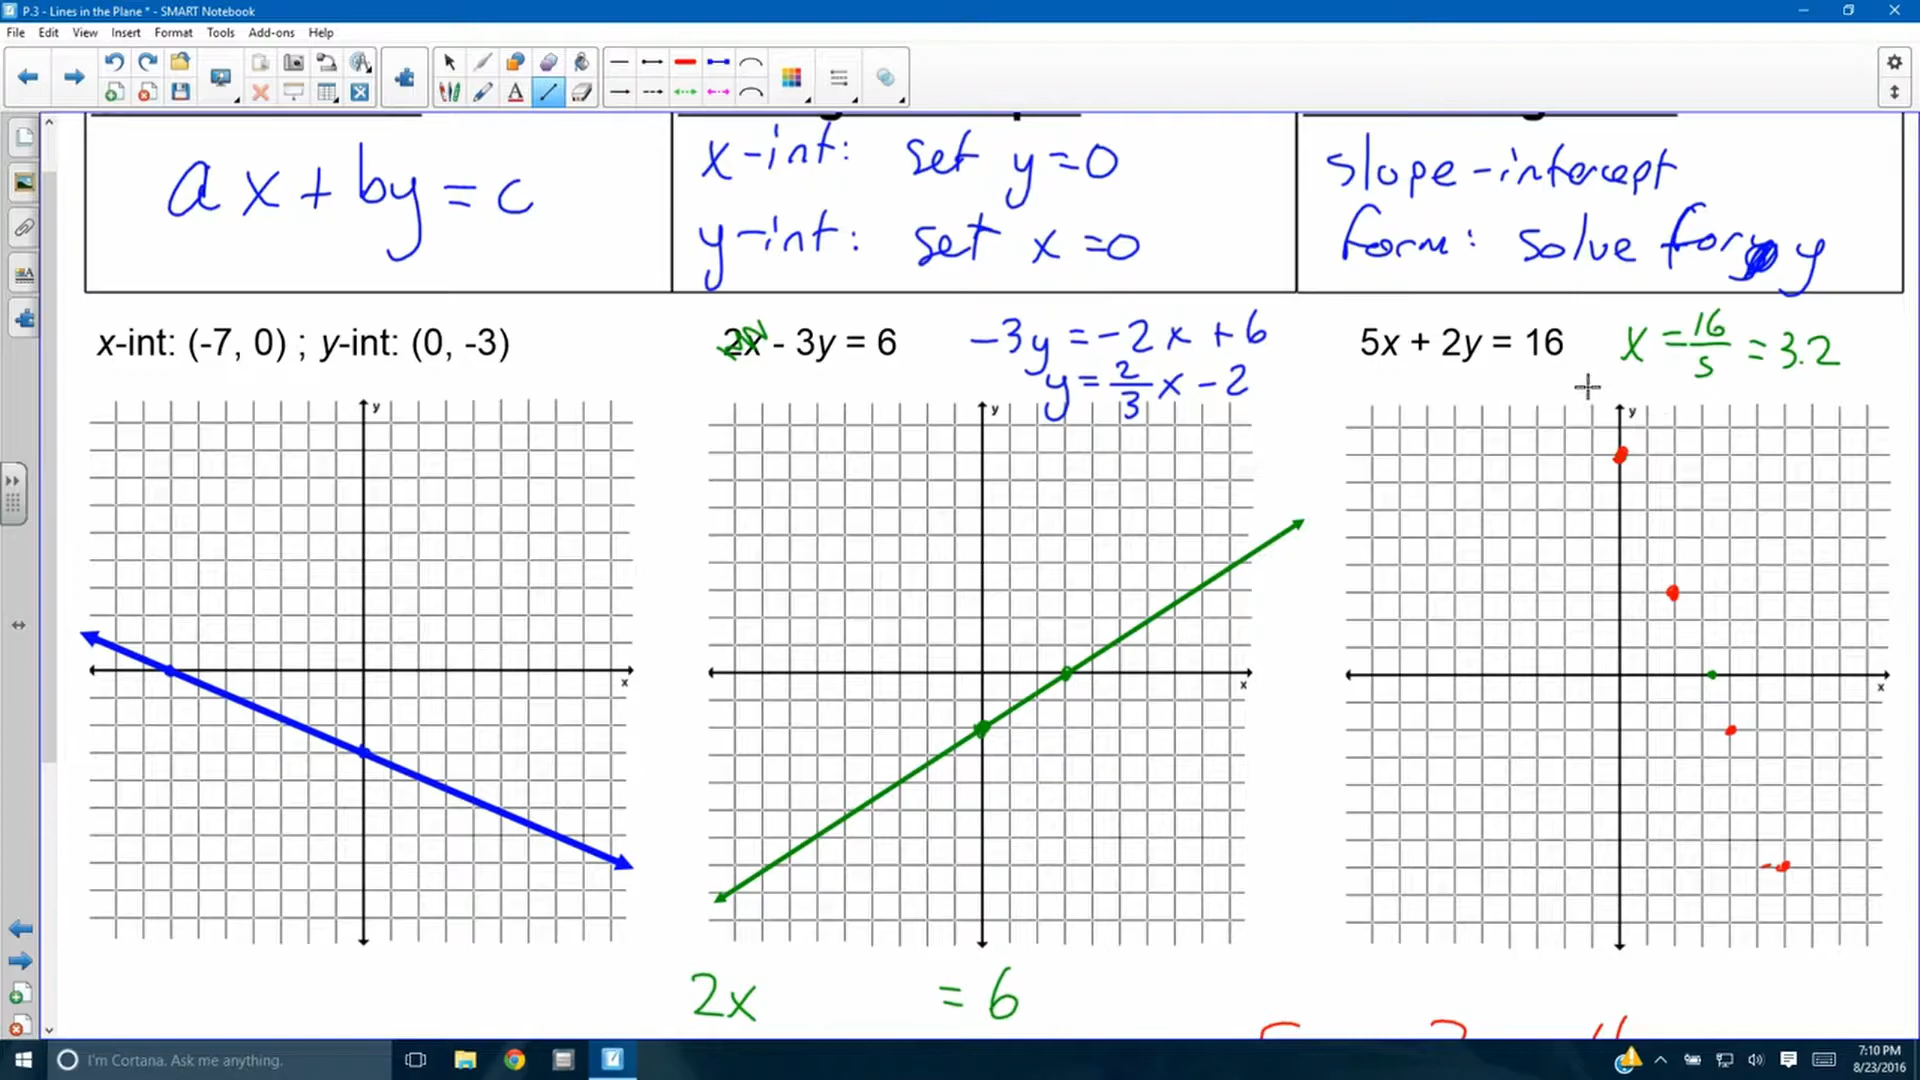 P.3 - Lines in the Plane * - SMART Notebook
File Edit View Insert Format Tools Add-ons Help
ax + by = c
x-int: set y=0
y-int: set x=0
slope-intercept
form: solve for y
x-int: (-7, 0) ; y-int: (0, -3)
2x - 3y = 6
-3y = -2x + 6
y = 2/3 x - 2
5x + 2y = 16
x = 16/5 = 3.2
y
x
y
x
y
x
2x = 6
I'm Cortana. Ask me anything.
7:10 PM
8/23/2016